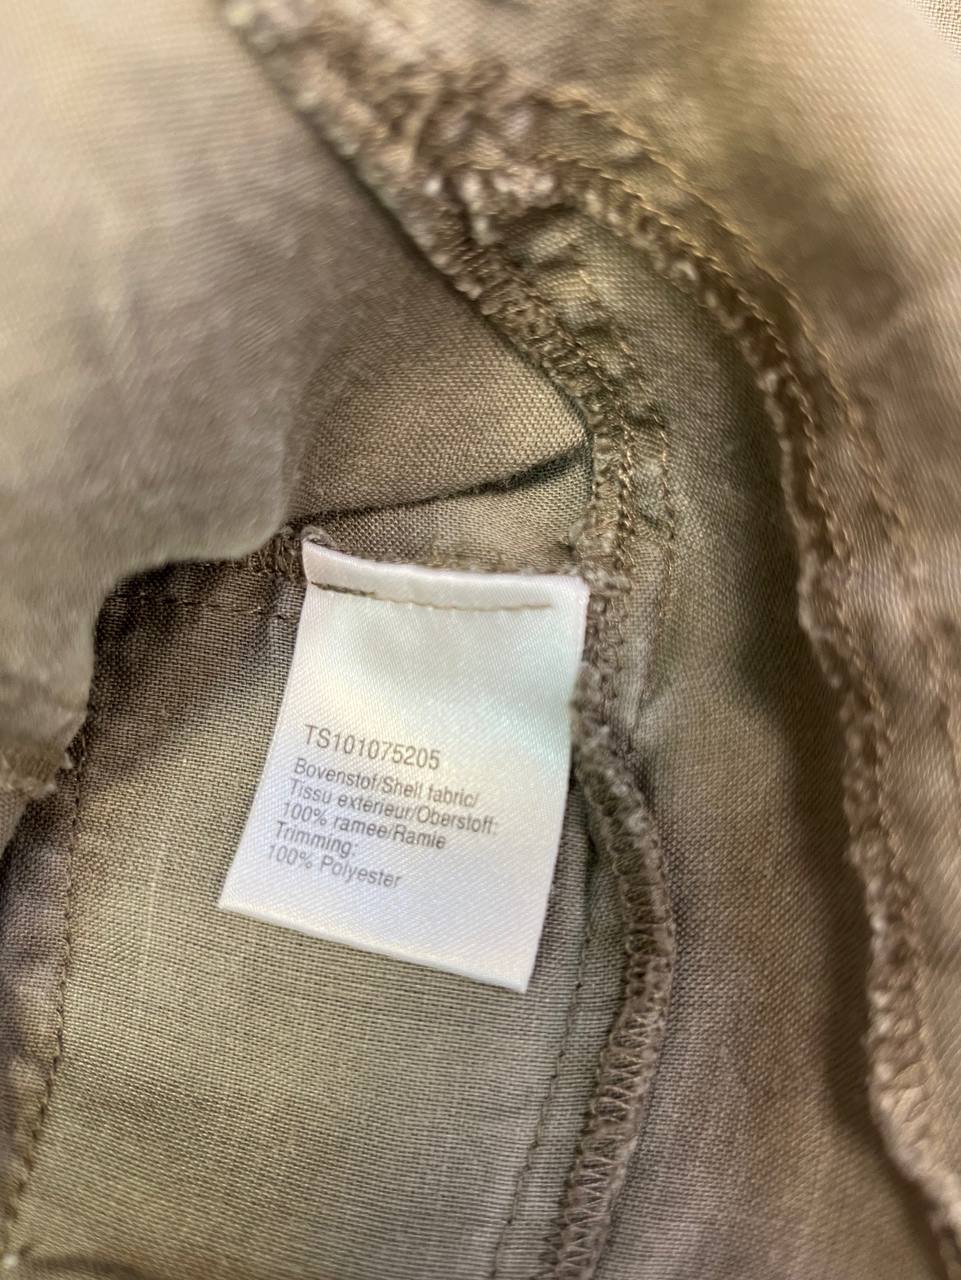 TS101075205
Bovenstof/Shell fabric/
Tissu extérieur/Oberstoff:
100% ramee/Ramie
Trimming:
100% Polyester